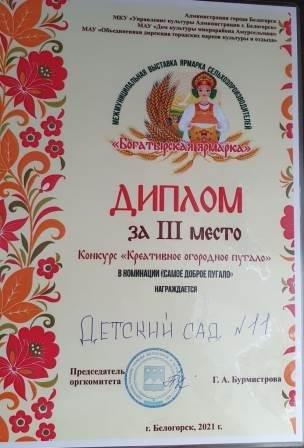 Администрация города Белогорск
МКУ «Управление культуры Администрации г. Белогорск»
МАУ «Дом культуры микрорайона Амурсельмаш»
МАУ «Объединенная дирекция городских парков культуры и отдыха»
МЕЖМУНИЦИПАЛЬНАЯ ВЫСТАВКА ЯРМАРКА СЕЛЬХОЗПРОИЗВОДИТЕЛЕЙ
«Богатырская ярмарка»
ДИПЛОМ
за III место
Конкурс «Креативное огородное пугало»
В НОМИНАЦИИ «САМОЕ ДОБРОЕ ПУГАЛО»
НАГРАЖДАЕТСЯ
ДЕТСКИЙ САД №11
Председатель
оргкомитета
Г. А. Бурмистрова
г. Белогорск, 2021 г.